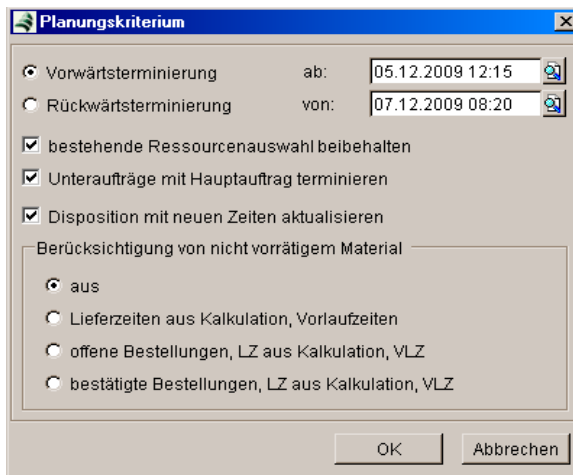 Planungskriterium
Vorwärtsterminierung ab: 05.12.2009 12:15
Rückwärtsterminierung von: 07.12.2009 08:20
bestehende Ressourcenauswahl beibehalten
Unteraufträge mit Hauptauftrag terminieren
Disposition mit neuen Zeiten aktualisieren
Berücksichtigung von nicht vorrätigem Material
aus
Lieferzeiten aus Kalkulation, Vorlaufzeiten
offene Bestellungen, LZ aus Kalkulation, VLZ
bestätigte Bestellungen, LZ aus Kalkulation, VLZ
OK Abbrechen